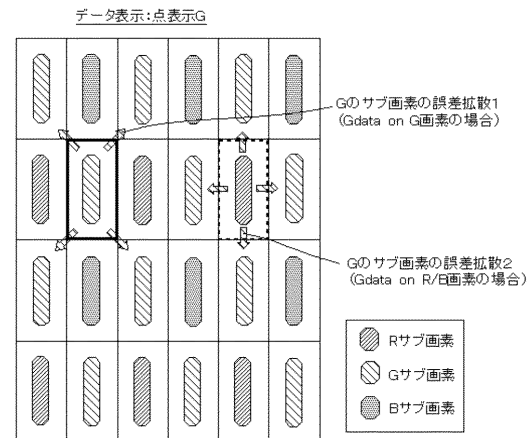 データ表示:点表示G
Gのサブ画素の誤差拡散1
(Gdata on G画素の場合)
Gのサブ画素の誤差拡散2
(Gdata on R/B画素の場合)
Rサブ画素
Gサブ画素
Bサブ画素